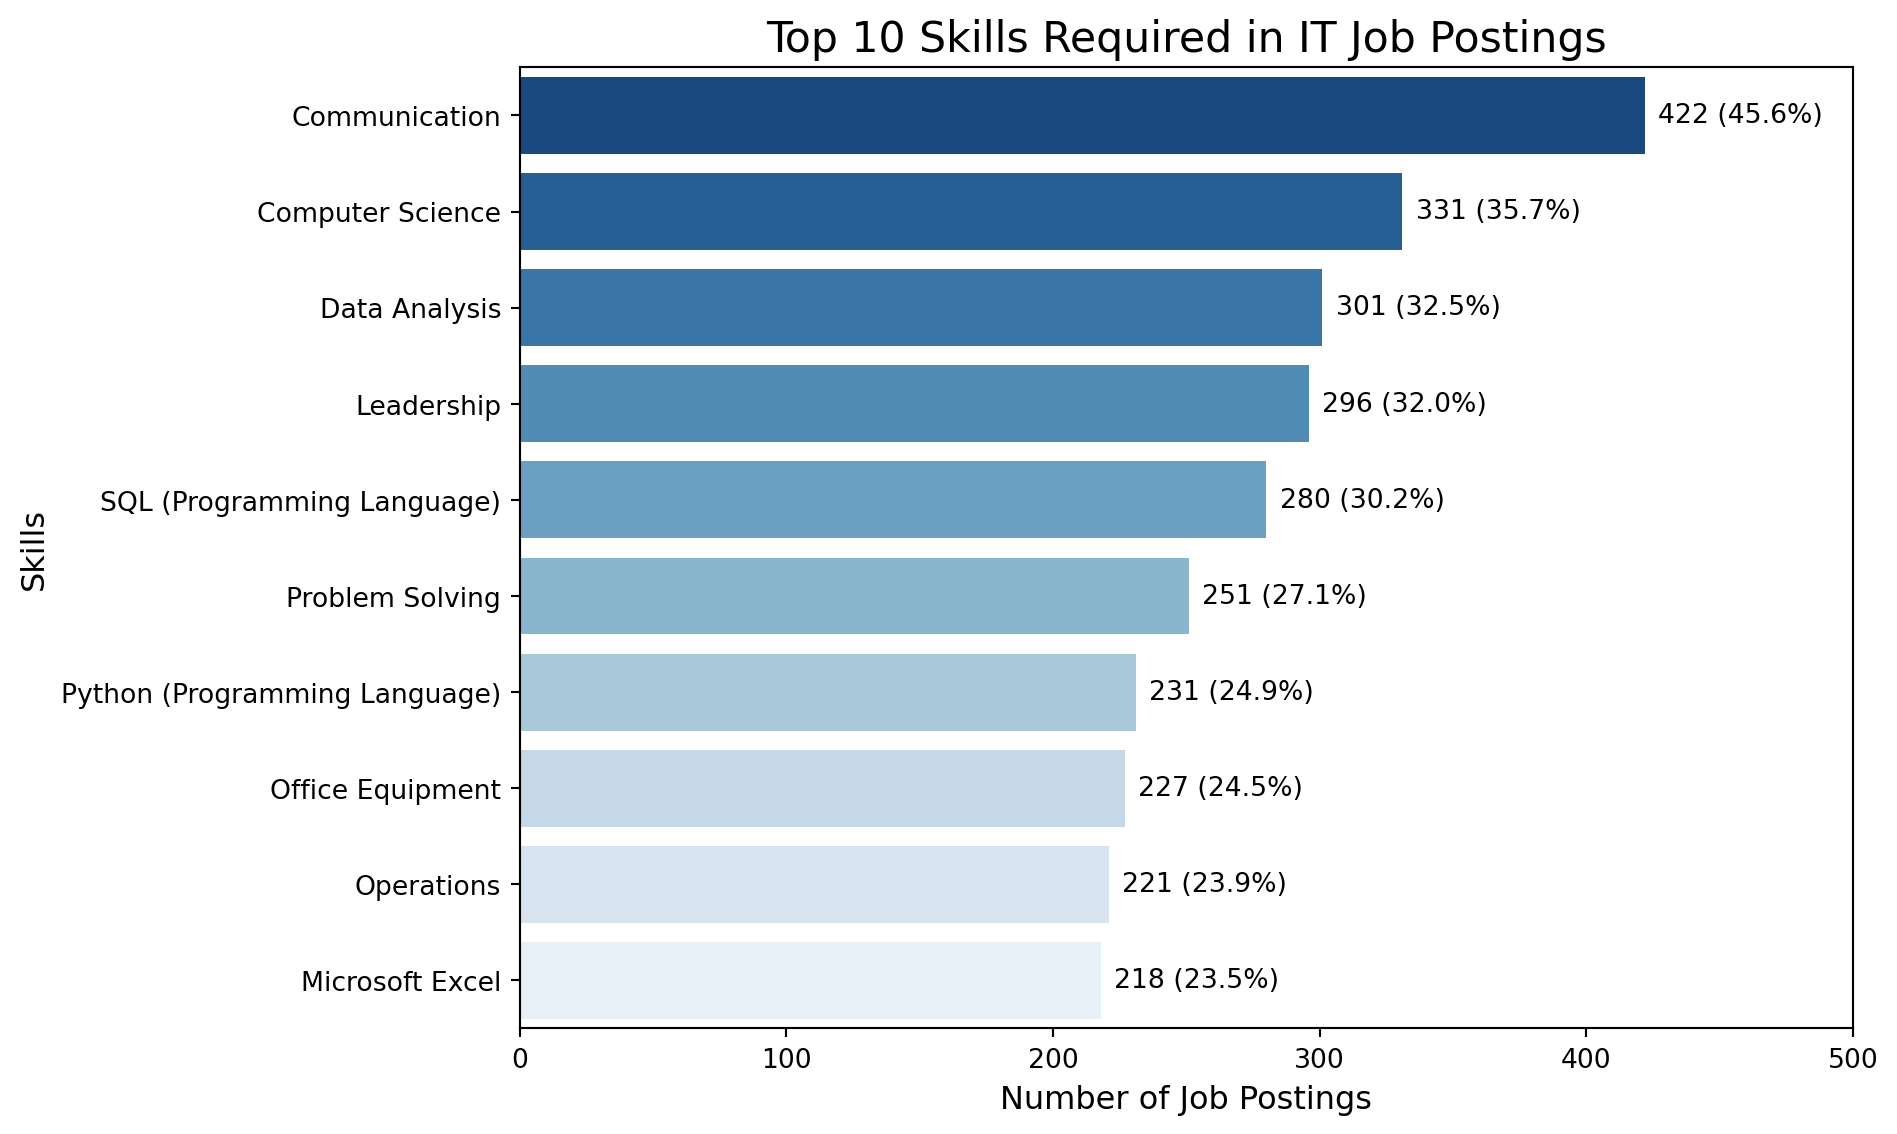 Top 10 Skills Required in IT Job Postings
Communication 422 (45.6%)
Computer Science 331 (35.7%)
Data Analysis 301 (32.5%)
Leadership 296 (32.0%)
SQL (Programming Language) 280 (30.2%)
Problem Solving 251 (27.1%)
Python (Programming Language) 231 (24.9%)
Office Equipment 227 (24.5%)
Operations 221 (23.9%)
Microsoft Excel 218 (23.5%)
Skills
0 100 200 300 400 500
Number of Job Postings